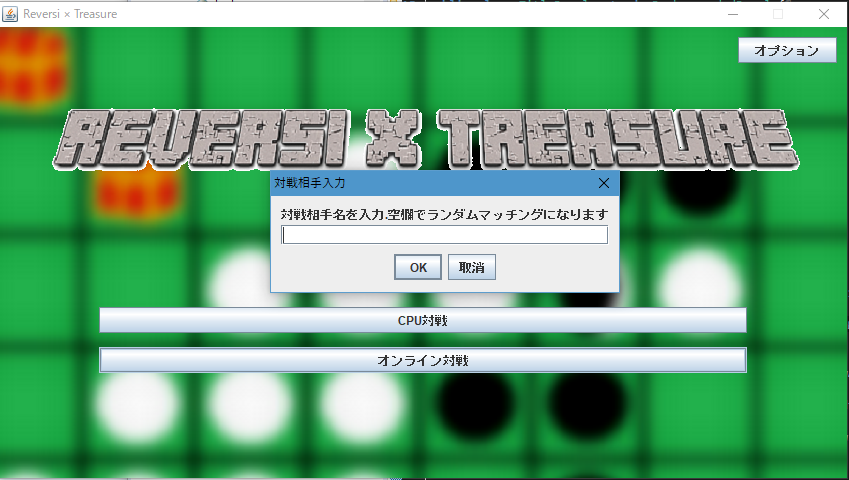 Reversi × Treasure
オプション
REVERSI X TREASURE
対戦相手入力
対戦相手名を入力.空欄でランダムマッチングになります
OK
取消
CPU対戦
オンライン対戦